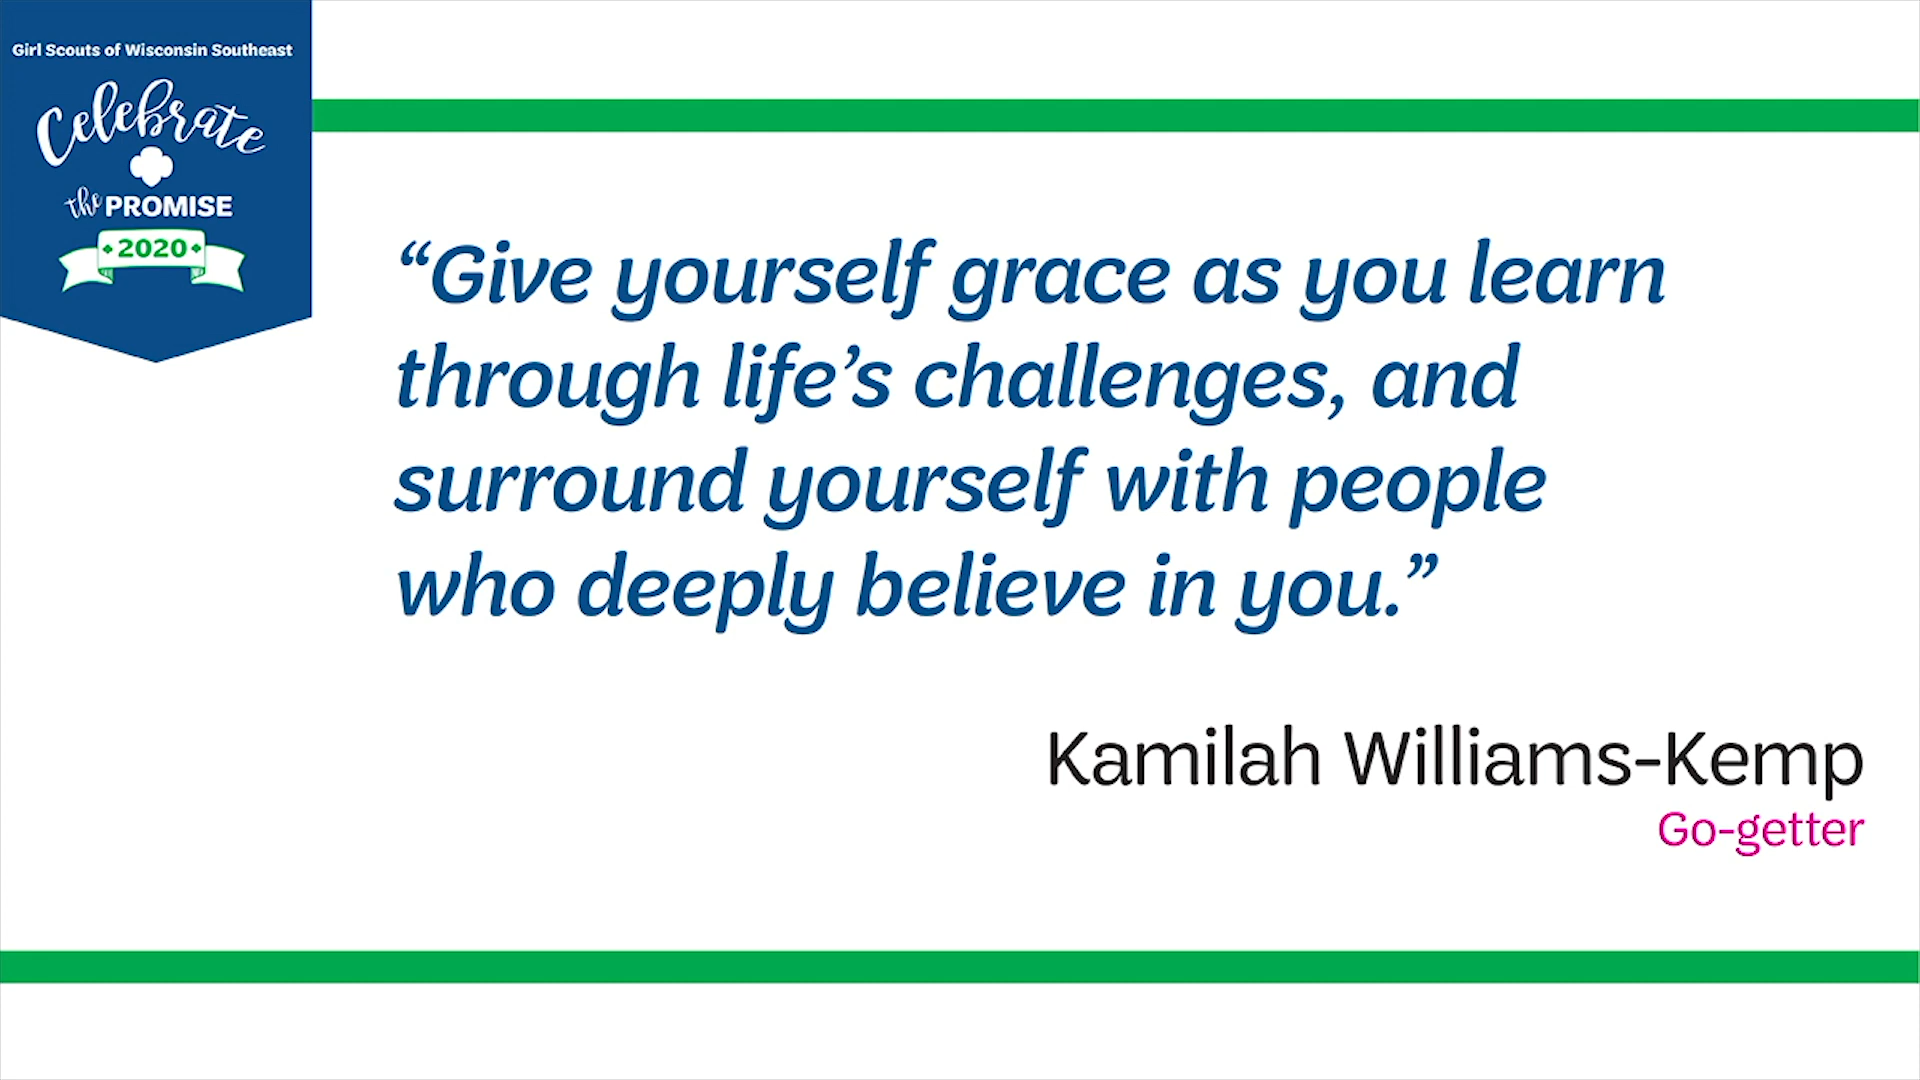 Girl Scouts of Wisconsin Southeast
Celebrate
the PROMISE
2020
“Give yourself grace as you learn
through life’s challenges, and
surround yourself with people
who deeply believe in you.”
Kamilah Williams-Kemp
Go-getter